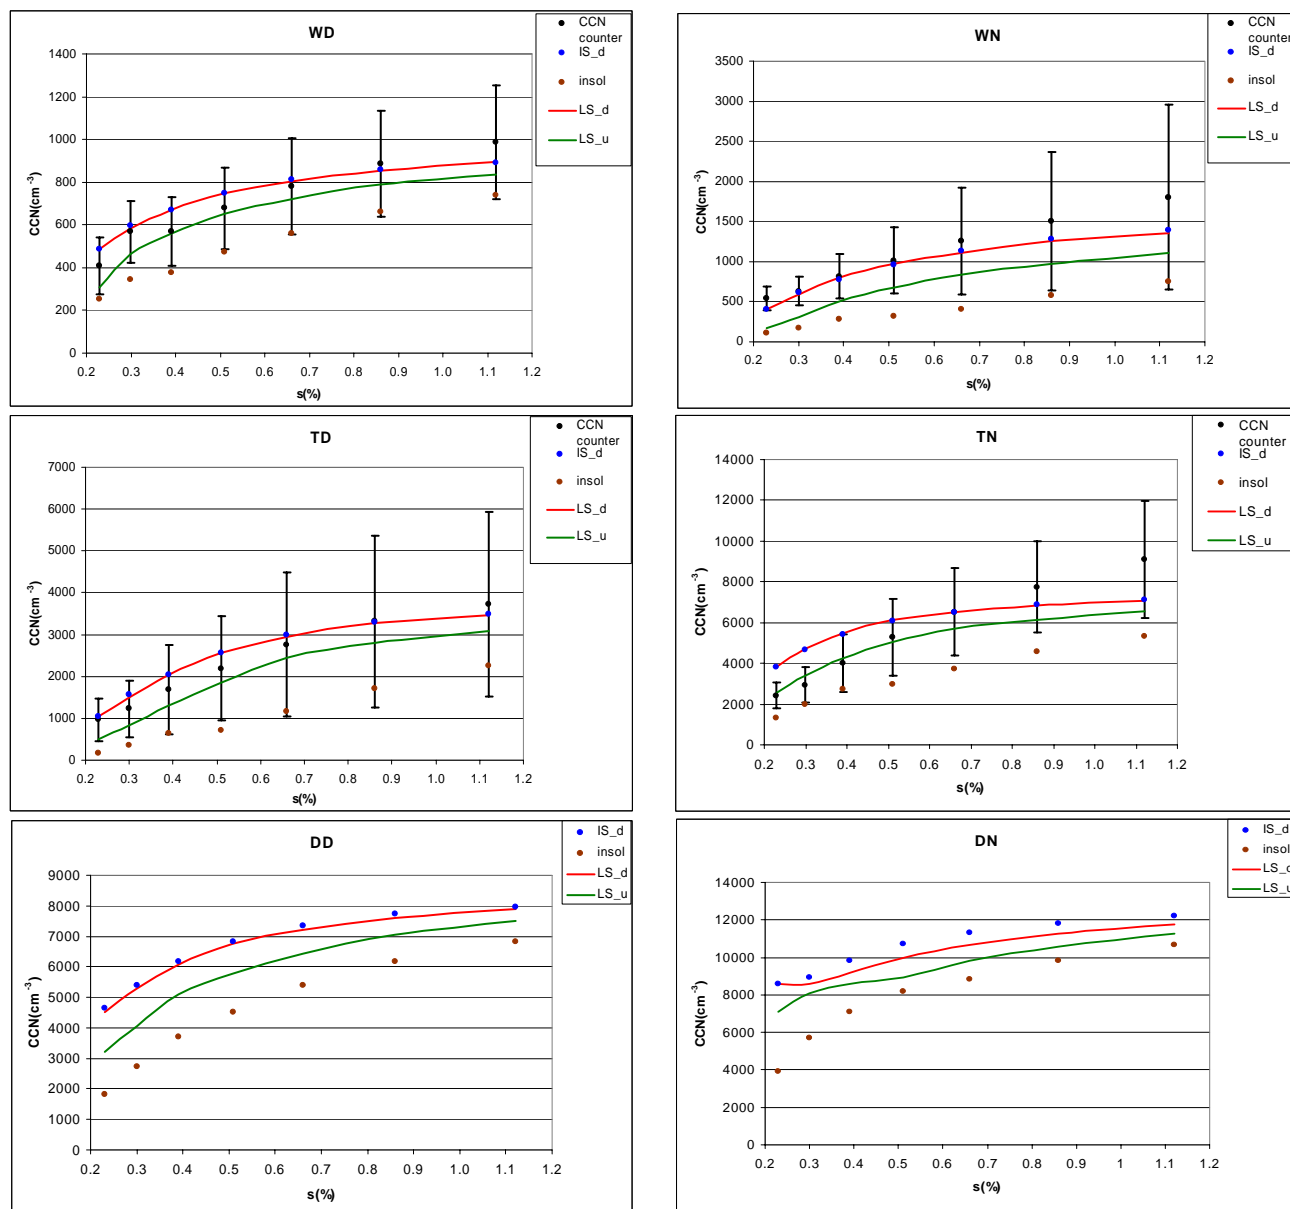 WD
CCN
counter
IS_d
insol
LS_d
LS_u
CCN(cm⁻³)
1400
1200
1000
800
600
400
200
0
0.2 0.3 0.4 0.5 0.6 0.7 0.8 0.9 1.0 1.1 1.2
s(%)
WN
CCN
counter
IS_d
insol
LS_d
LS_u
CCN(cm⁻³)
3500
3000
2500
2000
1500
1000
500
0
0.2 0.3 0.4 0.5 0.6 0.7 0.8 0.9 1.0 1.1 1.2
s(%)
TD
CCN
counter
IS_d
insol
LS_d
LS_u
CCN(cm⁻³)
7000
6000
5000
4000
3000
2000
1000
0
0.2 0.3 0.4 0.5 0.6 0.7 0.8 0.9 1.0 1.1 1.2
s(%)
TN
CCN
counter
IS_d
insol
LS_d
LS_u
CCN(cm⁻³)
14000
12000
10000
8000
6000
4000
2000
0
0.2 0.3 0.4 0.5 0.6 0.7 0.8 0.9 1.0 1.1 1.2
s(%)
DD
IS_d
insol
LS_d
LS_u
CCN(cm⁻³)
9000
8000
7000
6000
5000
4000
3000
2000
1000
0
0.2 0.3 0.4 0.5 0.6 0.7 0.8 0.9 1.0 1.1 1.2
s(%)
DN
IS_d
insol
LS_d
LS_u
CCN(cm⁻³)
14000
12000
10000
8000
6000
4000
2000
0
0.2 0.3 0.4 0.5 0.6 0.7 0.8 0.9 1.0 1.1 1.2
s(%)